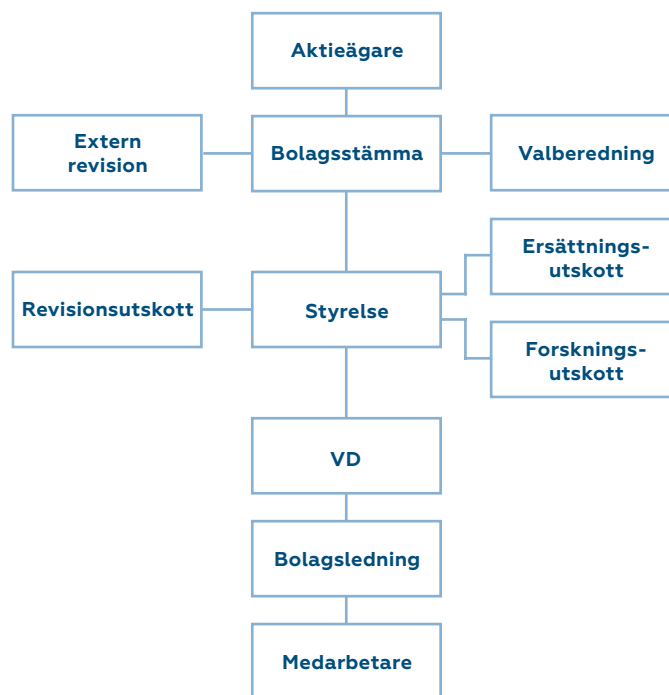 Aktieägare
Extern
revision
Bolagsstämma
Valberedning
Ersättnings-
utskott
Revisionsutskott
Styrelse
Forsknings-
utskott
VD
Bolagsledning
Medarbetare